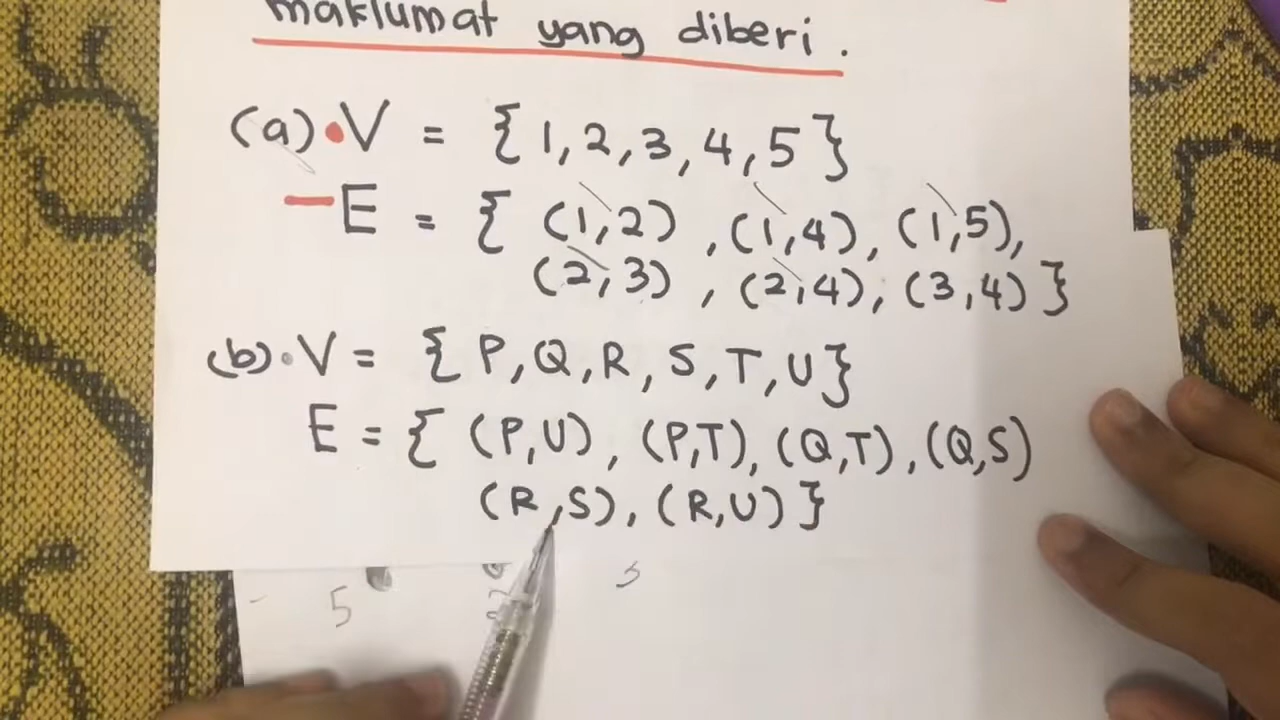 maklumat yang diberi.
(a) • V = { 1, 2, 3, 4, 5 }
— E = { (1,2), (1,4), (1,5),
(2,3), (2,4), (3,4) }
(b) • V = { P, Q, R, S, T, U }
E = { (P,U), (P,T), (Q,T), (Q,S)
(R,S), (R,U) }
5